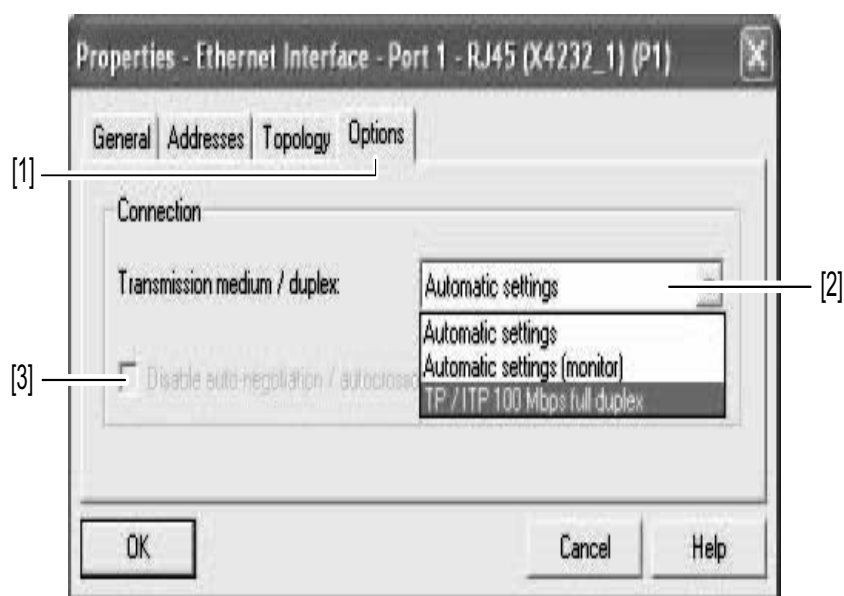 Properties - Ethernet Interface - Port 1 - RJ45 (X4232_1) (P1)
General Addresses Topology Options
[1]
Connection
Transmission medium / duplex: Automatic settings
[2]
Automatic settings
Automatic settings (monitor)
TP / ITP 100 Mbps full duplex
[3]
Disable auto-negotiation /
OK Cancel Help